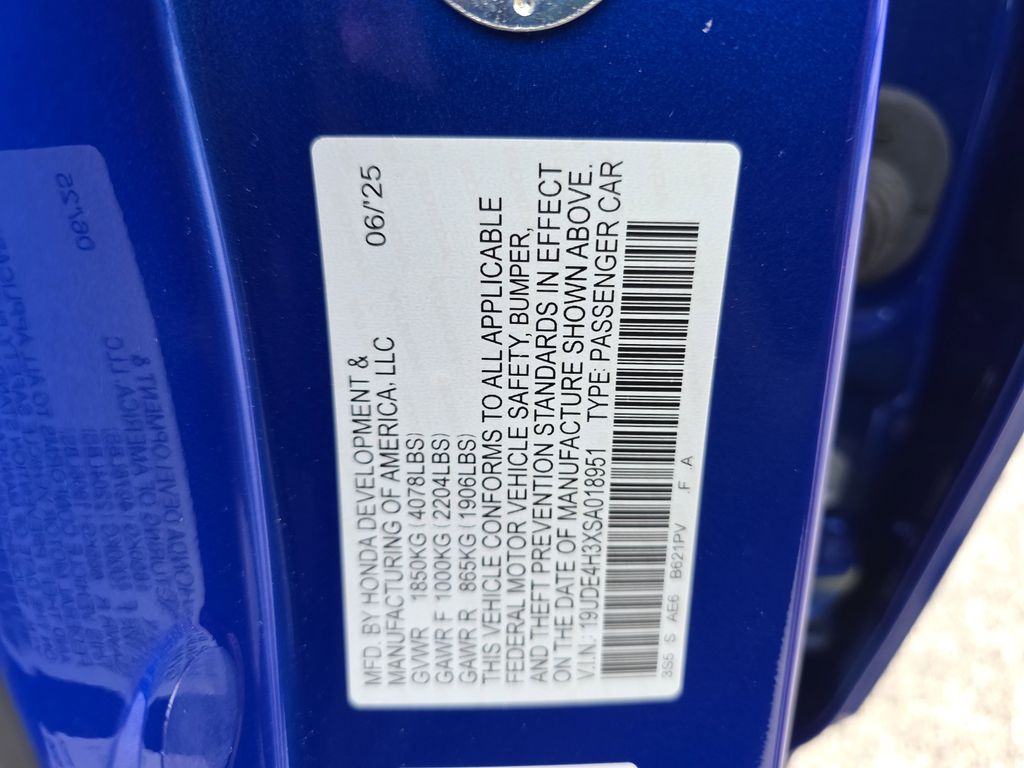 MFD. BY HONDA DEVELOPMENT & 06/'25
MANUFACTURING OF AMERICA, LLC
GVWR 1850KG(4078LBS)
GAWR F 1000KG(2204LBS)
GAWR R 865KG(1906LBS)
THIS VEHICLE CONFORMS TO ALL APPLICABLE
FEDERAL MOTOR VEHICLE SAFETY, BUMPER,
AND THEFT PREVENTION STANDARDS IN EFFECT
ON THE DATE OF MANUFACTURE SHOWN ABOVE.
V.I.N.: 19UDE4H3XSA018951 TYPE: PASSENGER CAR
3S5 S AE6 B621PV .F .A